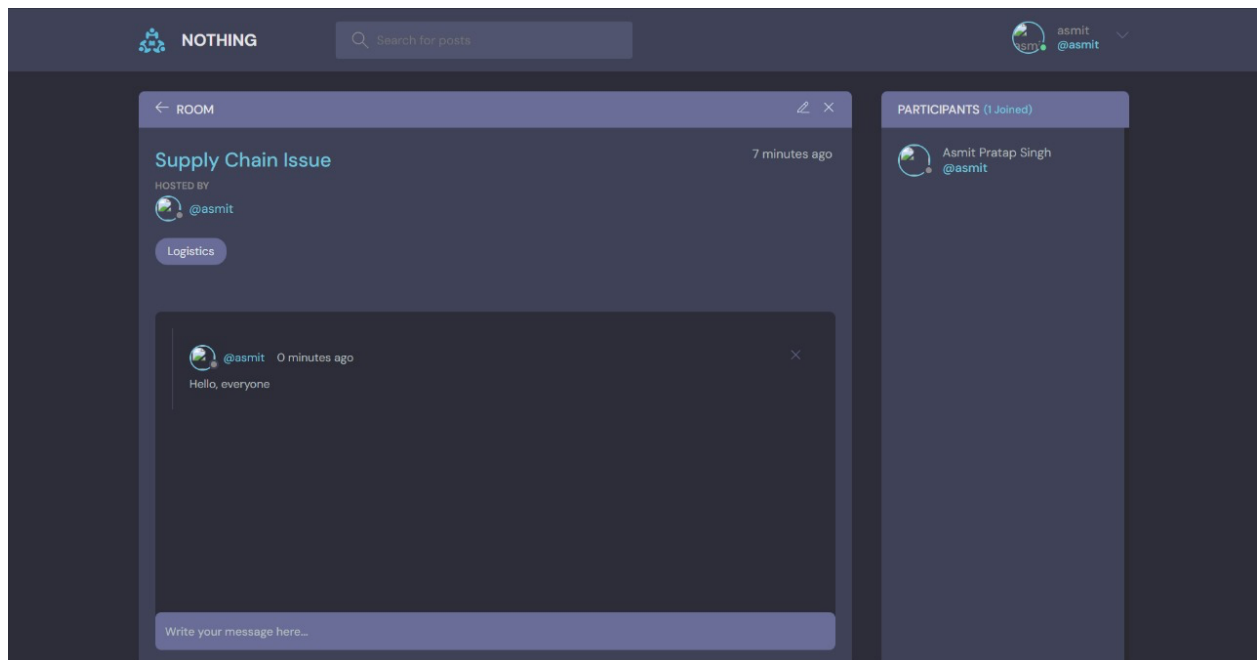 NOTHING
Search for posts
asmit
@asmit
ROOM
Supply Chain Issue
7 minutes ago
HOSTED BY
@asmit
Logistics
@asmit 0 minutes ago
Hello, everyone
Write your message here...
PARTICIPANTS (1 Joined)
Asmit Pratap Singh
@asmit